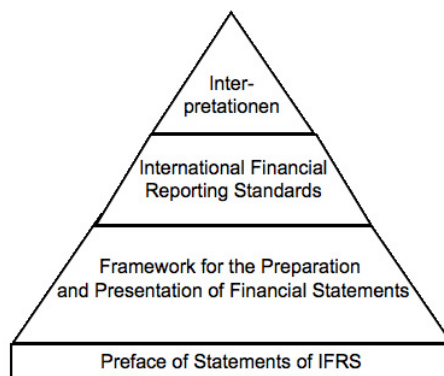 Inter-
pretationen
International Financial
Reporting Standards
Framework for the Preparation
and Presentation of Financial Statements
Preface of Statements of IFRS